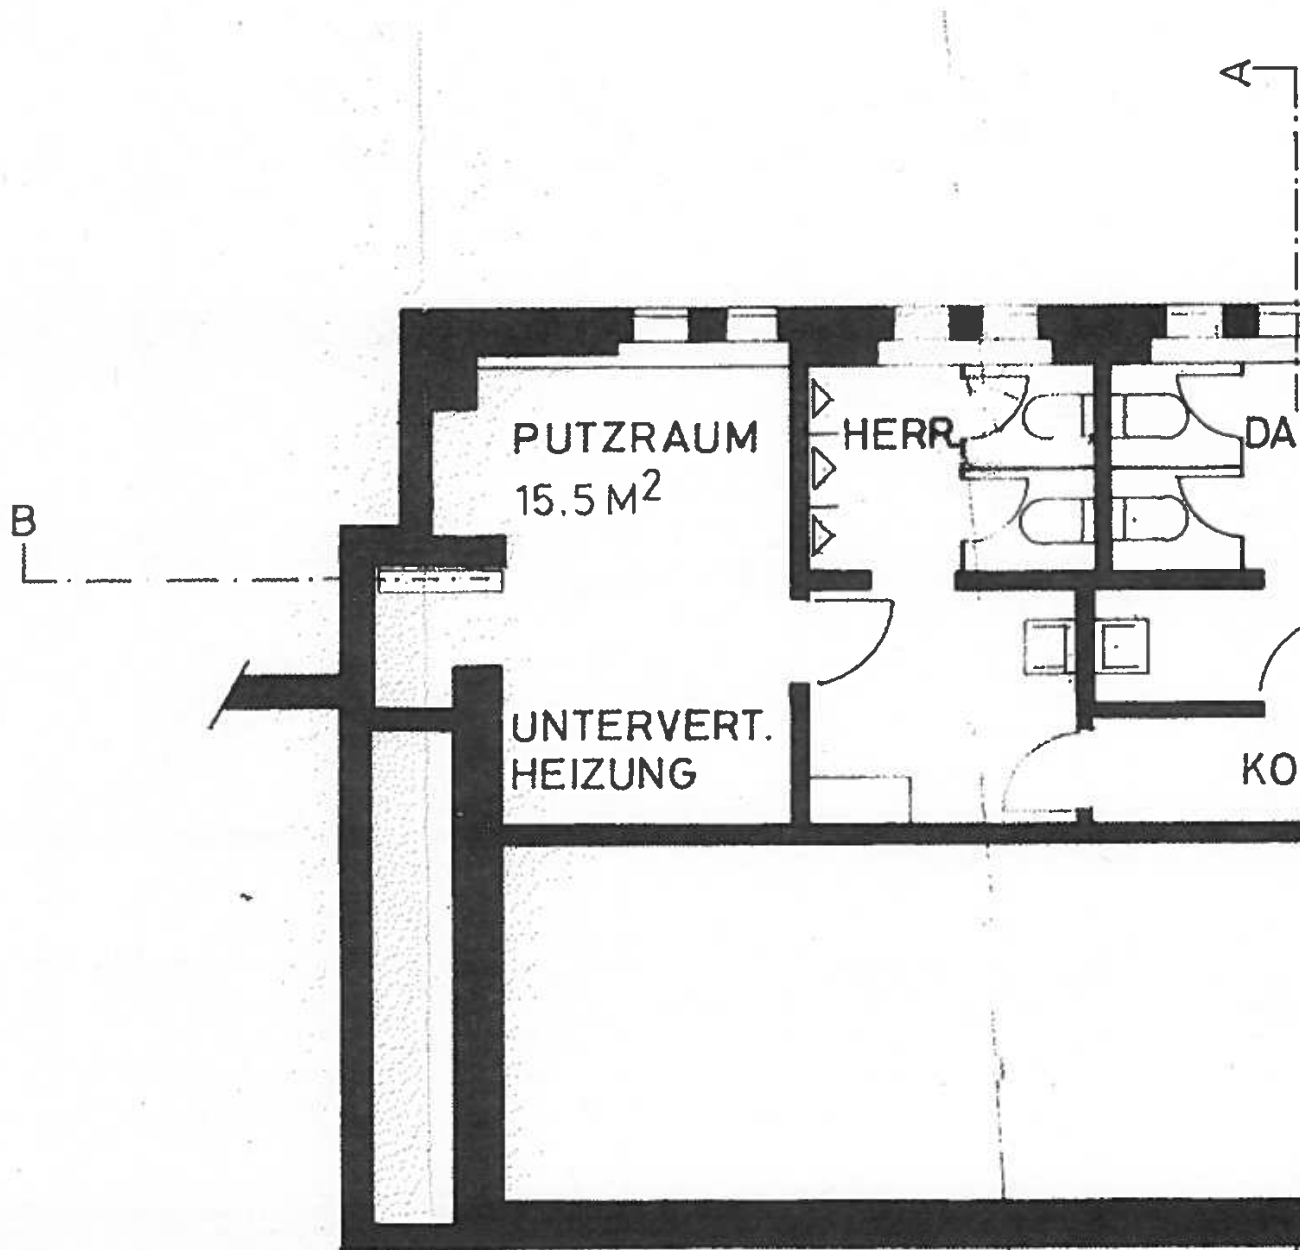 A
PUTZRAUM
15.5 M²
HERR.
DA
B
UNTERVERT.
HEIZUNG
KO